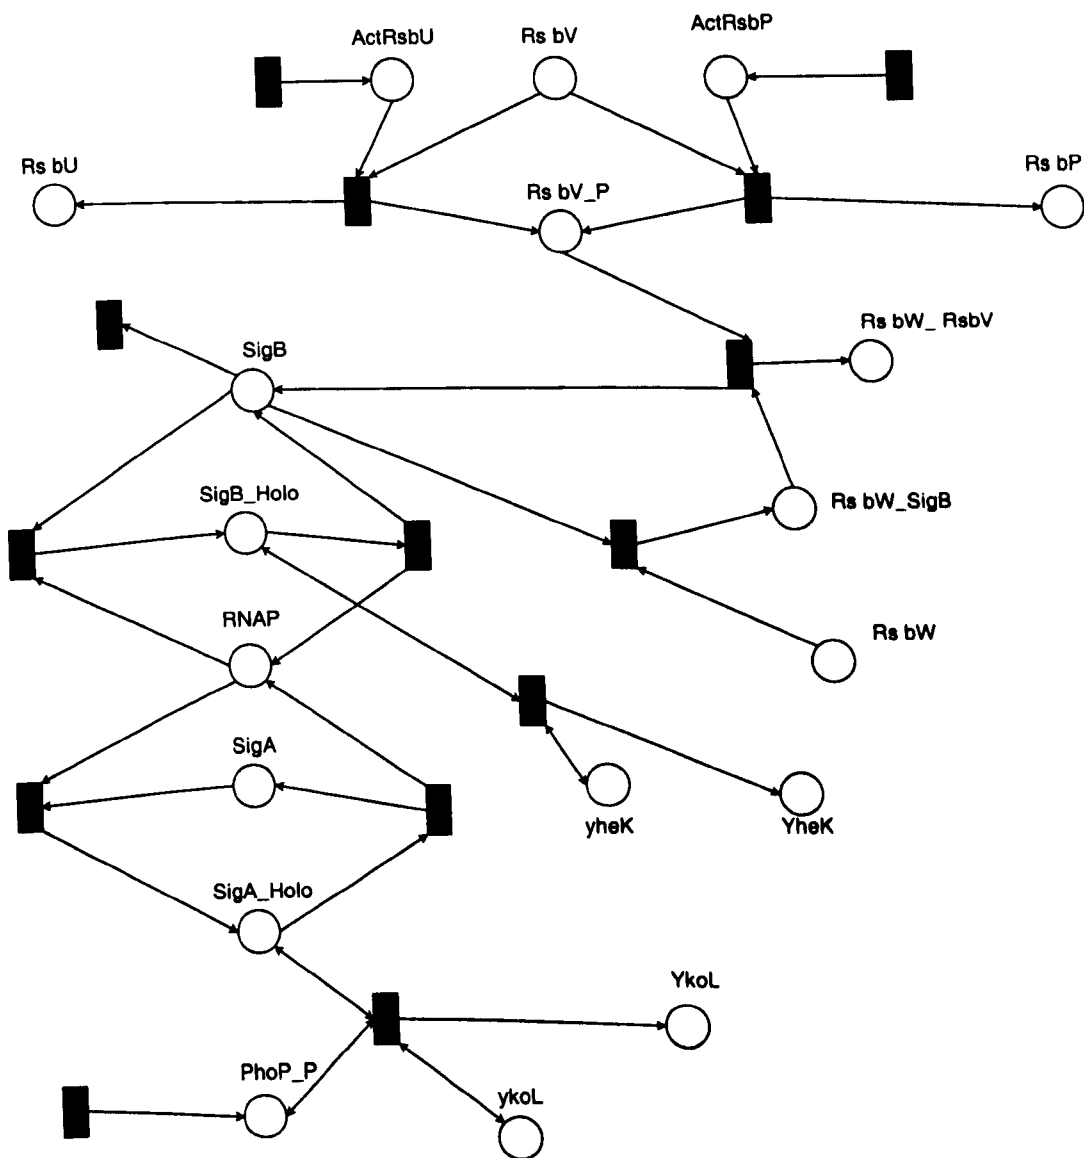 ActRsbU
Rs bV
ActRsbP
Rs bU
Rs bV_P
Rs bP
SigB
Rs bW_ RsbV
SigB_Holo
Rs bW_SigB
RNAP
Rs bW
SigA
yheK
YheK
SigA_Holo
YkoL
PhoP_P
ykoL